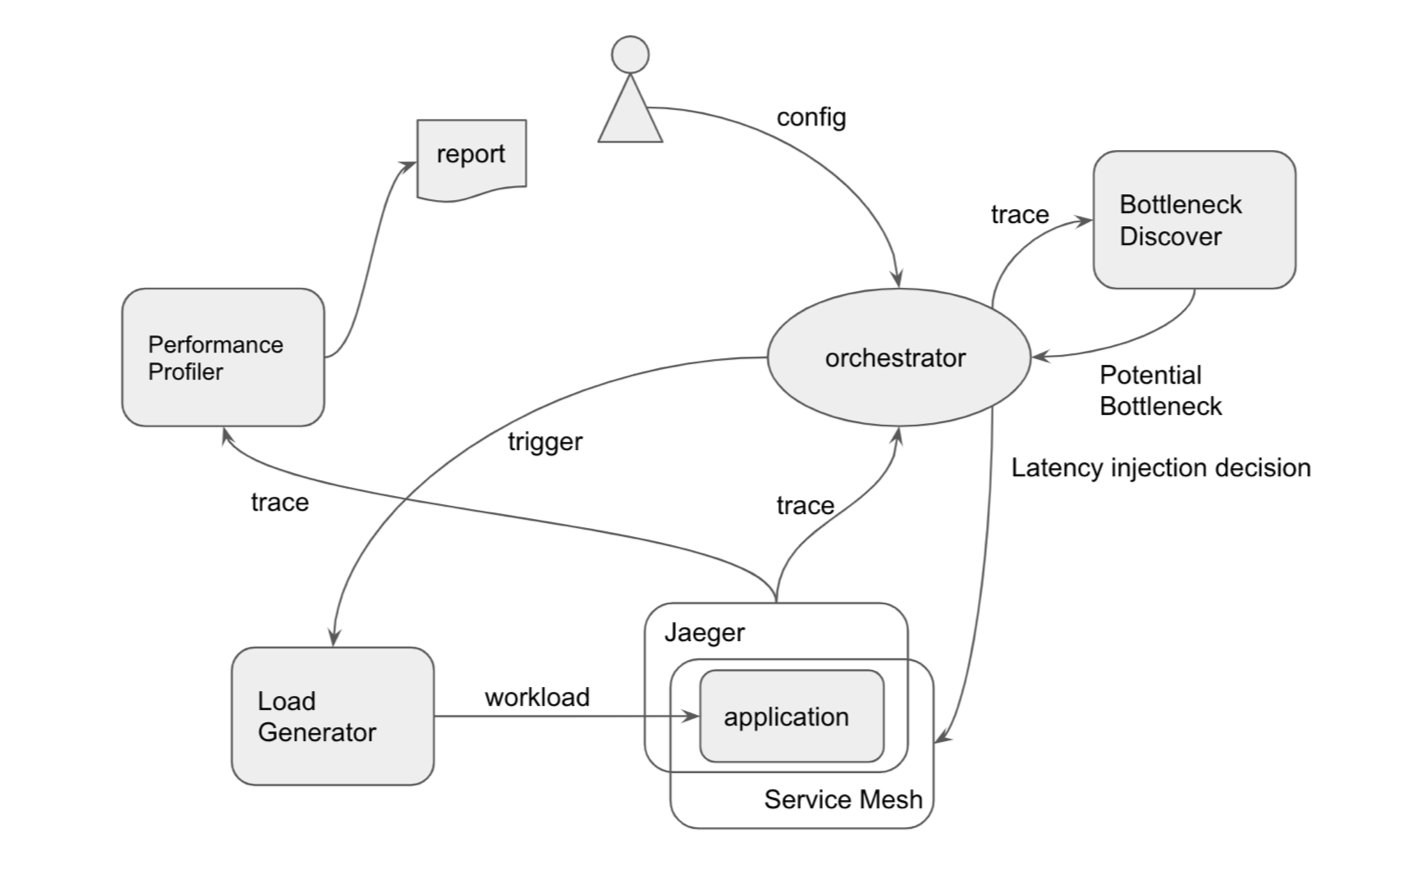 config
report
trace
Bottleneck
Discover
Performance
Profiler
orchestrator
Potential
Bottleneck
trigger
Latency injection decision
trace
trace
Jaeger
Load
Generator
workload
application
Service Mesh